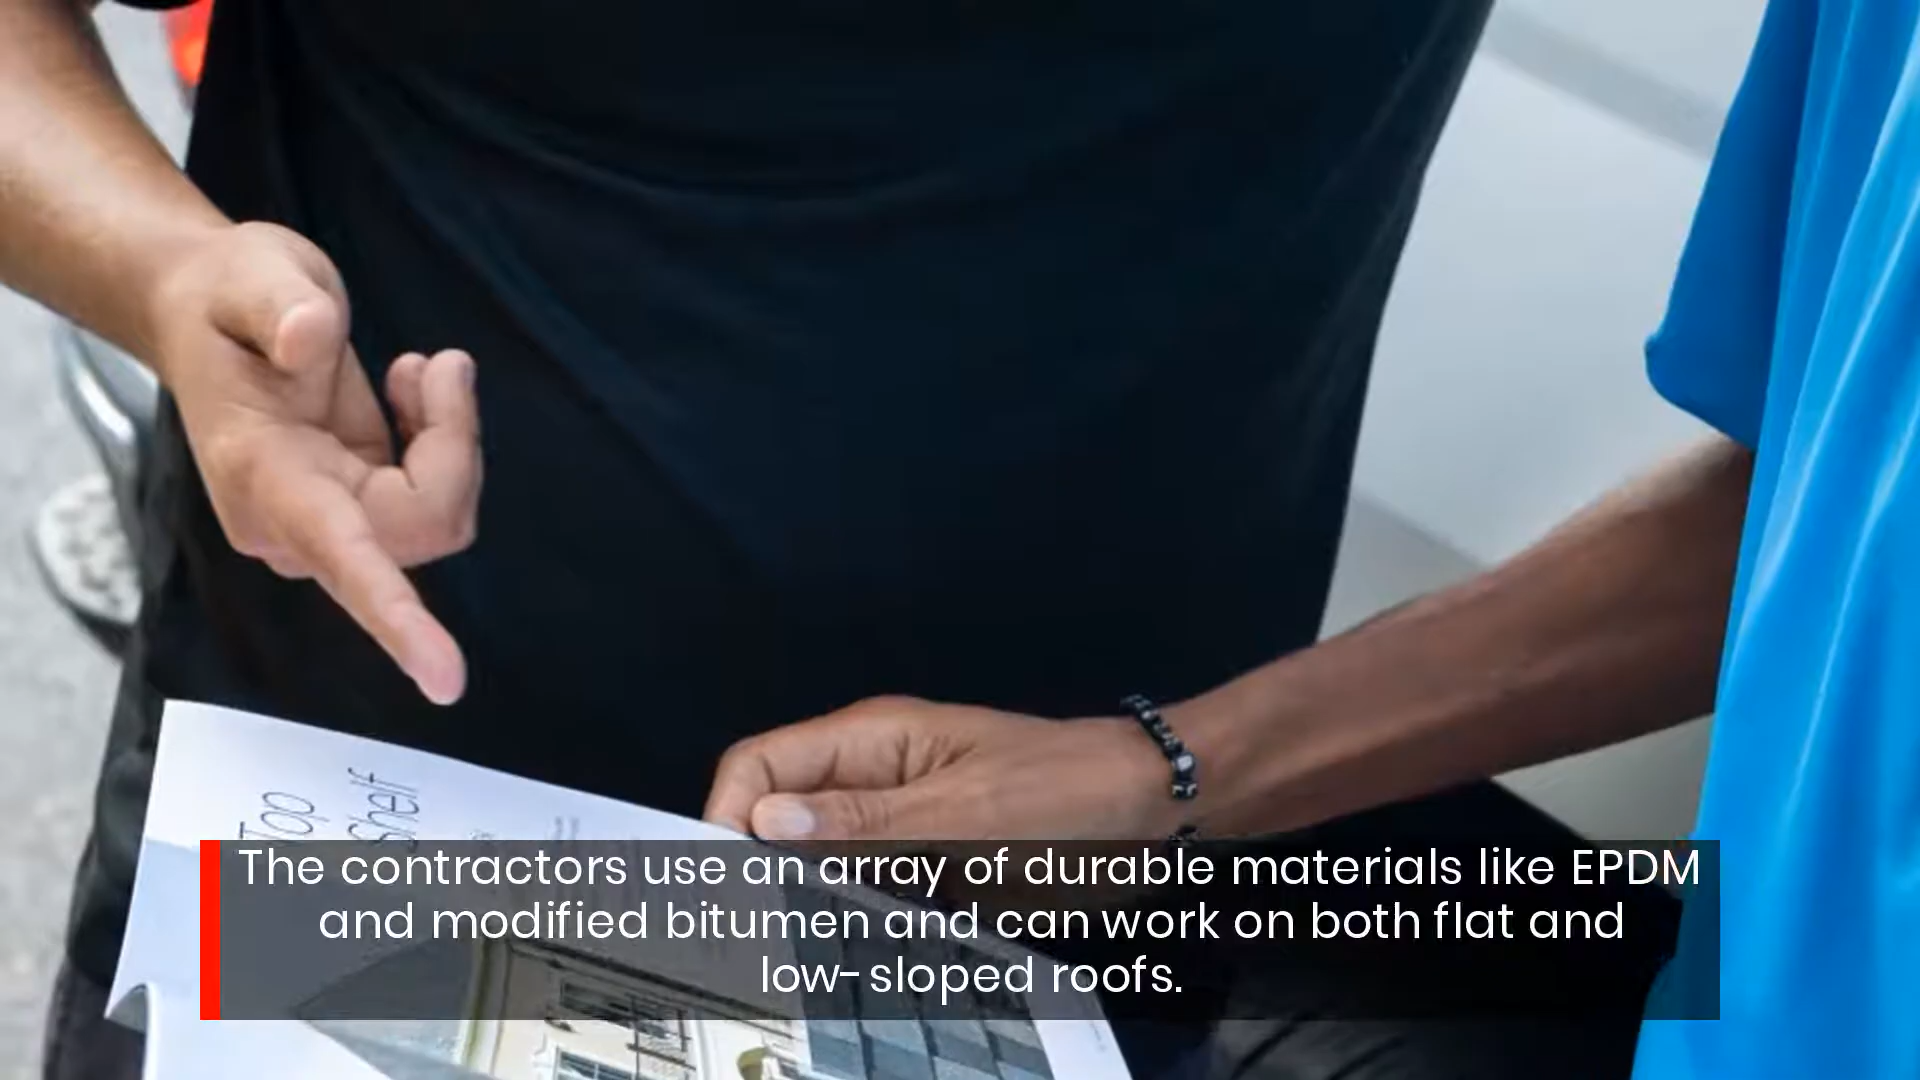 Top
Shelf
The contractors use an array of durable materials like EPDM
and modified bitumen and can work on both flat and
low-sloped roofs.